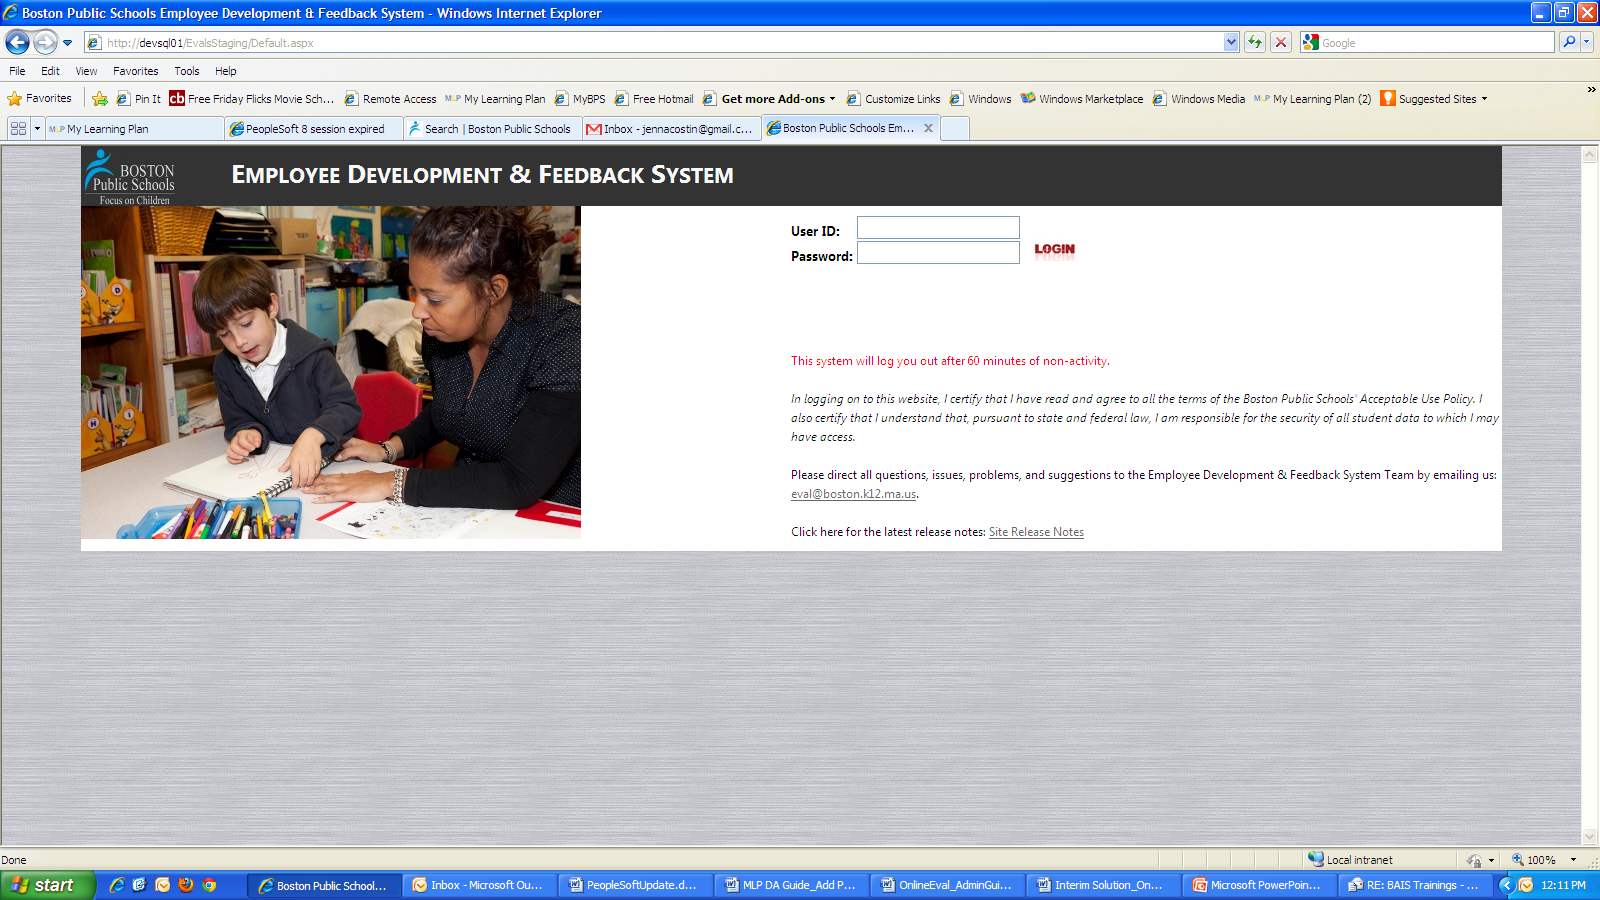 Boston Public Schools Employee Development & Feedback System - Windows Internet Explorer
http://devsql01/EvalsStaging/Default.aspx
Google
File Edit View Favorites Tools Help
Favorites Pin It Free Friday Flicks Movie Sch... Remote Access MLP My Learning Plan MyBPS Free Hotmail Get more Add-ons Customize Links Windows Windows Marketplace Windows Media MLP My Learning Plan (2) Suggested Sites
MLP My Learning Plan PeopleSoft 8 session expired Search | Boston Public Schools Inbox - jennacostin@gmail.c... Boston Public Schools Em...
BOSTON
Public Schools
Focus on Children
EMPLOYEE DEVELOPMENT & FEEDBACK SYSTEM
User ID:
Password:
LOGIN
This system will log you out after 60 minutes of non-activity.
In logging on to this website, I certify that I have read and agree to all the terms of the Boston Public Schools' Acceptable Use Policy. I
also certify that I understand that, pursuant to state and federal law, I am responsible for the security of all student data to which I may
have access.
Please direct all questions, issues, problems, and suggestions to the Employee Development & Feedback System Team by emailing us:
eval@boston.k12.ma.us.
Click here for the latest release notes: Site Release Notes
Done Local intranet 100%
start Boston Public School... Inbox - Microsoft Ou... PeopleSoftUpdate.d... MLP DA Guide_Add P... OnlineEval_AdminGui... Interim Solution_On... Microsoft PowerPoin... RE: BAIS Trainings - ... 12:11 PM